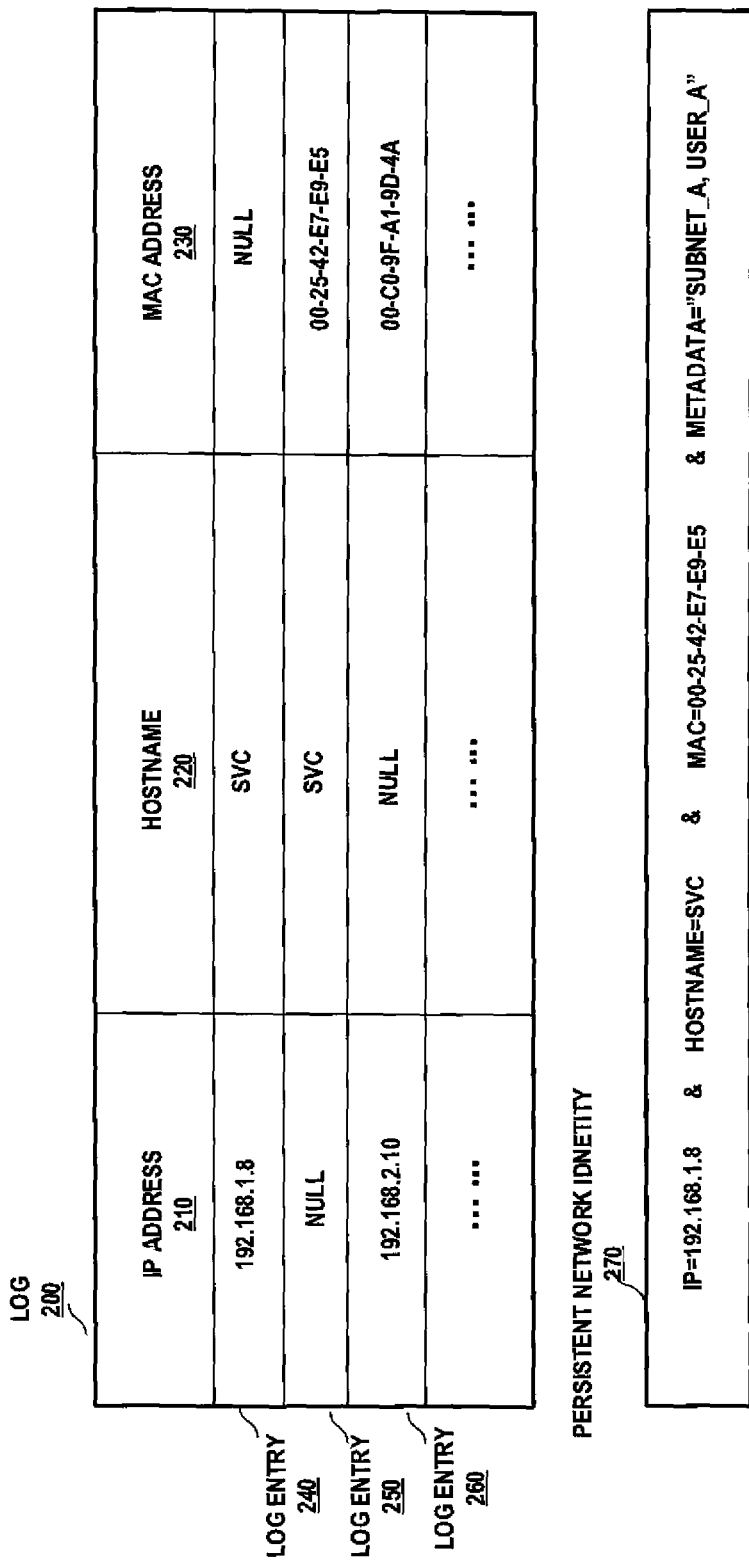 LOG
200
IP ADDRESS
210
HOSTNAME
220
MAC ADDRESS
230
LOG ENTRY
240
192.168.1.8
SVC
NULL
LOG ENTRY
250
NULL
SVC
00-25-42-E7-E9-E5
LOG ENTRY
260
192.168.2.10
NULL
00-C0-9F-A1-9D-4A
... ...
... ...
... ...
PERSISTENT NETWORK IDNETITY
270
IP=192.168.1.8 & HOSTNAME=SVC & MAC=00-25-42-E7-E9-E5 & METADATA="SUBNET_A, USER_A"